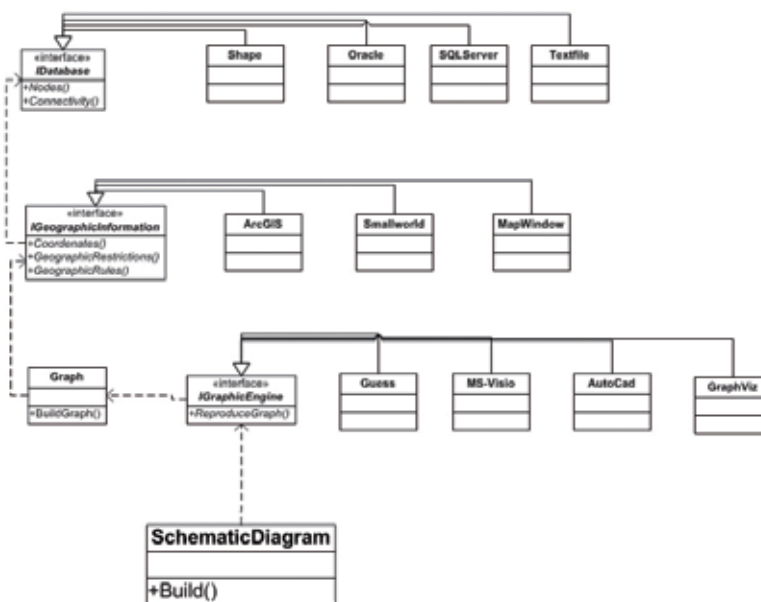 «interface»
IDatabase
+Nodes()
+Connectivity()
Shape
Oracle
SQLServer
Textfile
«interface»
IGeographicInformation
+Coordenates()
+GeographicRestrictions()
+GeographicRules()
ArcGIS
Smallworld
MapWindow
Graph
+BuildGraph()
«interface»
IGraphicEngine
+ReproduceGraph()
Guess
MS-Visio
AutoCad
GraphViz
SchematicDiagram
+Build()